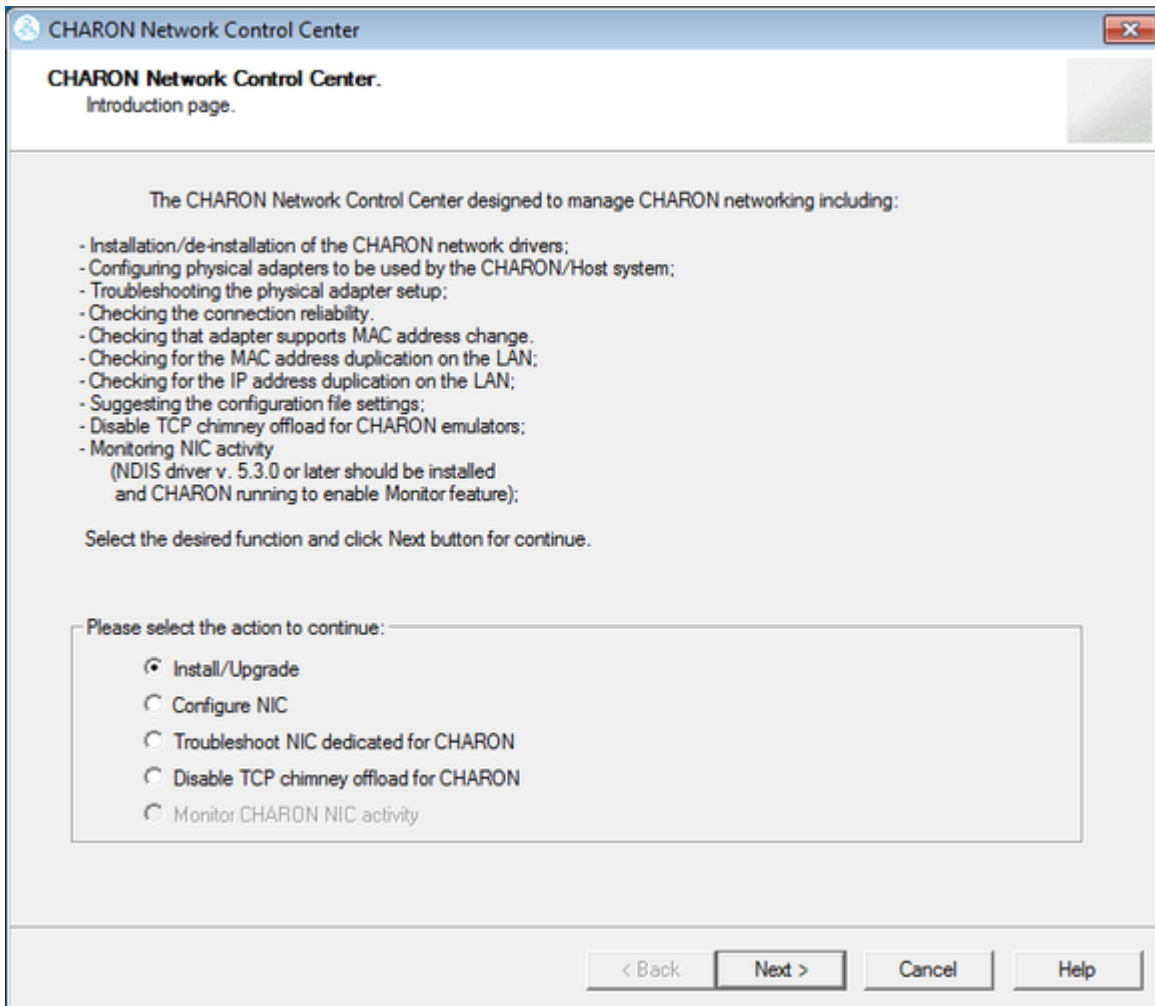 CHARON Network Control Center
CHARON Network Control Center.
Introduction page.
The CHARON Network Control Center designed to manage CHARON networking including:
- Installation/de-installation of the CHARON network drivers;
- Configuring physical adapters to be used by the CHARON/Host system;
- Troubleshooting the physical adapter setup;
- Checking the connection reliability.
- Checking that adapter supports MAC address change.
- Checking for the MAC address duplication on the LAN;
- Checking for the IP address duplication on the LAN;
- Suggesting the configuration file settings;
- Disable TCP chimney offload for CHARON emulators;
- Monitoring NIC activity
(NDIS driver v. 5.3.0 or later should be installed
and CHARON running to enable Monitor feature);
Select the desired function and click Next button for continue.
Please select the action to continue:
Install/Upgrade
Configure NIC
Troubleshoot NIC dedicated for CHARON
Disable TCP chimney offload for CHARON
Monitor CHARON NIC activity
< Back Next > Cancel Help